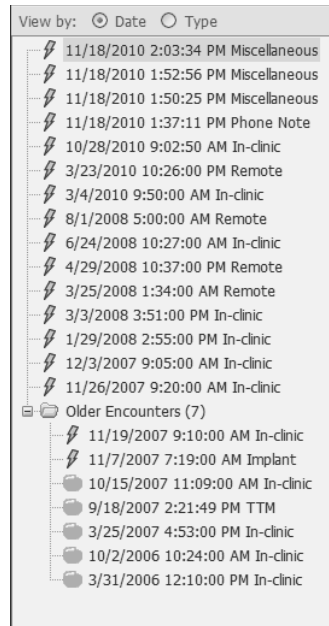 View by: Date Type
11/18/2010 2:03:34 PM Miscellaneous
11/18/2010 1:52:56 PM Miscellaneous
11/18/2010 1:50:25 PM Miscellaneous
11/18/2010 1:37:11 PM Phone Note
10/28/2010 9:02:50 AM In-clinic
3/23/2010 10:26:00 PM Remote
3/4/2010 9:50:00 AM In-clinic
8/1/2008 5:00:00 AM Remote
6/24/2008 10:27:00 AM In-clinic
4/29/2008 10:37:00 PM Remote
3/25/2008 1:34:00 AM Remote
3/3/2008 3:51:00 PM In-clinic
1/29/2008 2:55:00 PM In-clinic
12/3/2007 9:05:00 AM In-clinic
11/26/2007 9:20:00 AM In-clinic
Older Encounters (7)
11/19/2007 9:10:00 AM In-clinic
11/7/2007 7:19:00 AM Implant
10/15/2007 11:09:00 AM In-clinic
9/18/2007 2:21:49 PM TTM
3/25/2007 4:53:00 PM In-clinic
10/2/2006 10:24:00 AM In-clinic
3/31/2006 12:10:00 PM In-clinic